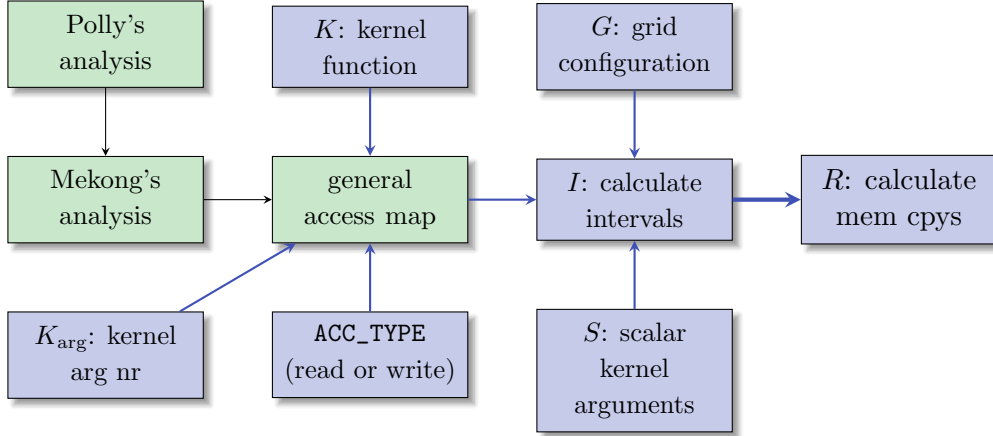 Polly's
analysis
K: kernel
function
G: grid
configuration
Mekong's
analysis
general
access map
I: calculate
intervals
R: calculate
mem cpys
K_arg: kernel
arg nr
ACC_TYPE
(read or write)
S: scalar
kernel
arguments